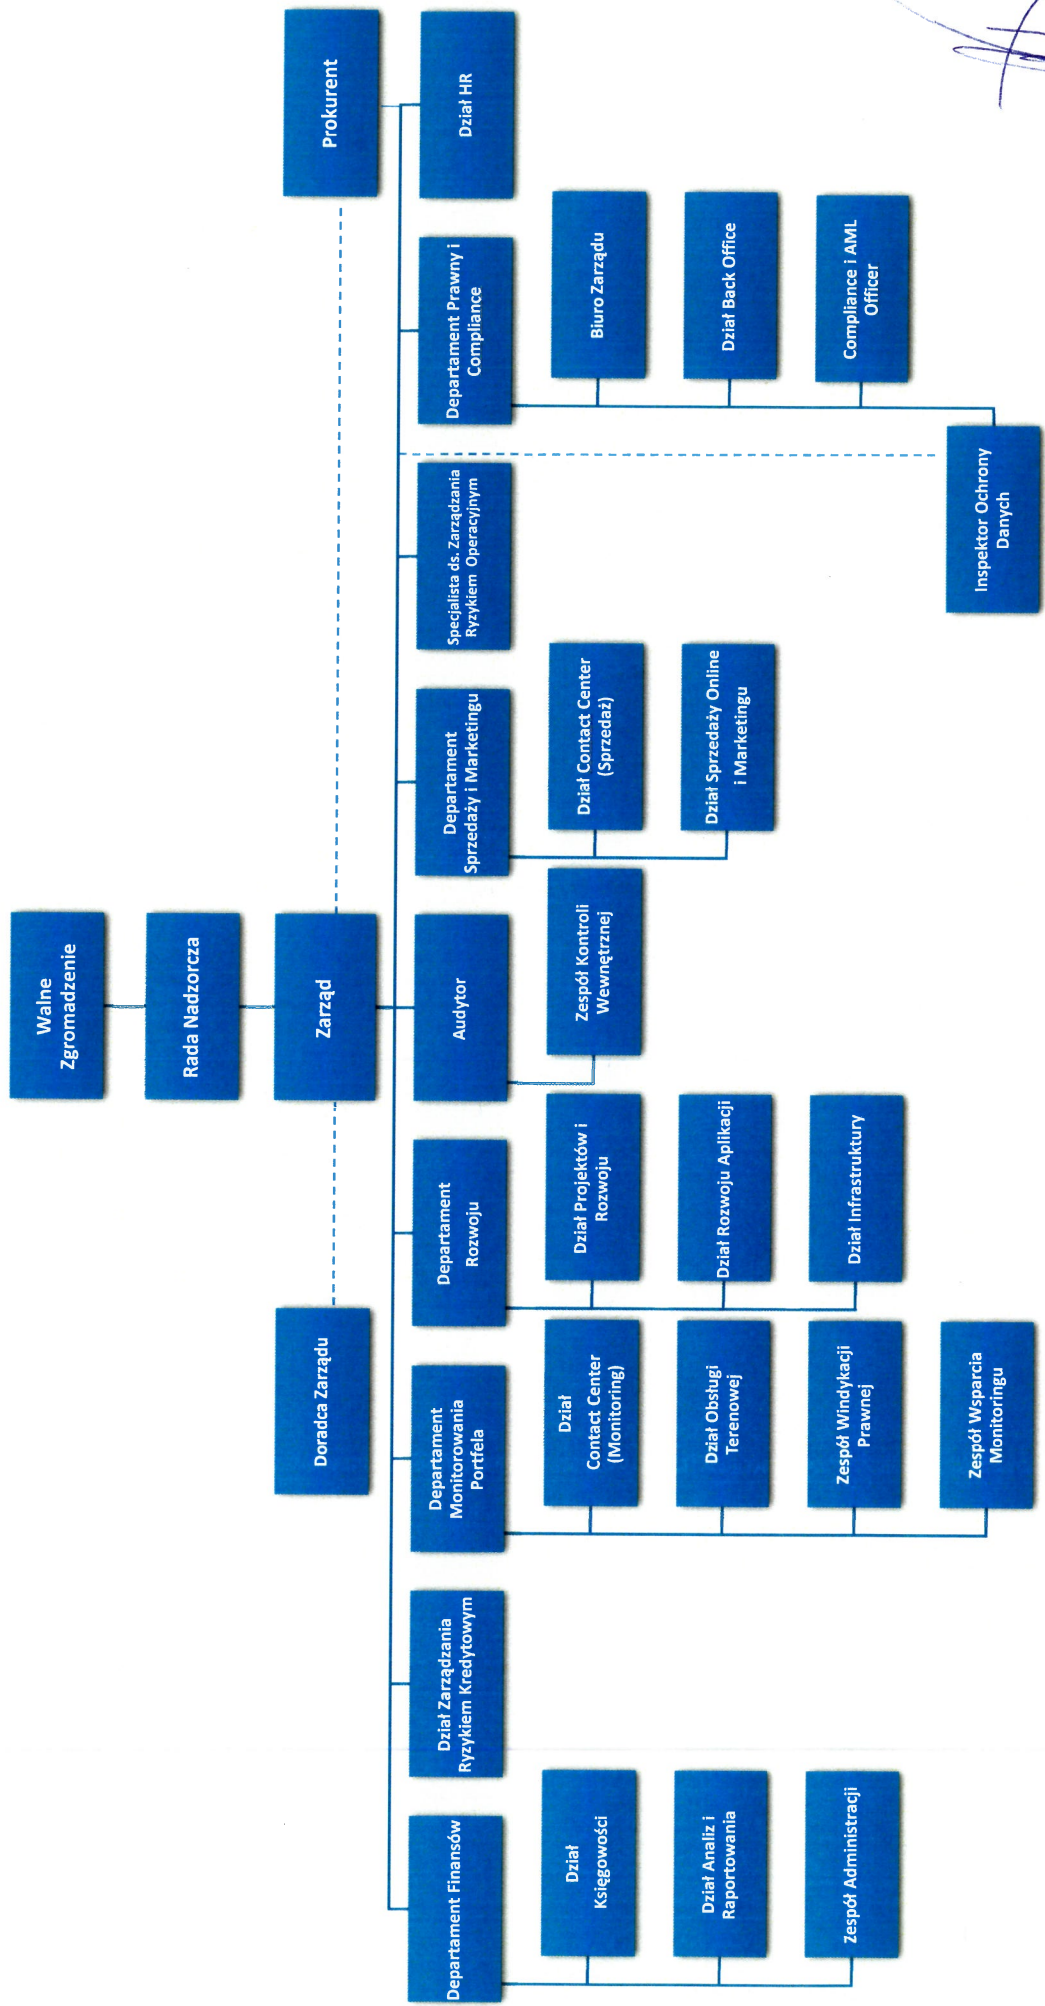 Walne
Zgromadzenie
Rada Nadzorcza
Zarząd
Doradca Zarządu
Prokurent
Departament Finansów
Dział Zarządzania
Ryzykiem Kredytowym
Departament
Monitorowania
Portfela
Departament
Rozwoju
Audytor
Departament
Sprzedaży i Marketingu
Specjalista ds. Zarządzania
Ryzykiem Operacyjnym
Departament Prawny i
Compliance
Dział HR
Dział
Księgowości
Dział Analiz i
Raportowania
Zespół Administracji
Dział
Contact Center
(Monitoring)
Dział Obsługi
Terenowej
Zespół Windykacji
Prawnej
Zespół Wsparcia
Monitoringu
Dział Projektów i
Rozwoju
Dział Rozwoju Aplikacji
Dział Infrastruktury
Zespół Kontroli
Wewnętrznej
Dział Contact Center
(Sprzedaż)
Dział Sprzedaży Online
i Marketingu
Biuro Zarządu
Dział Back Office
Compliance i AML
Officer
Inspektor Ochrony
Danych